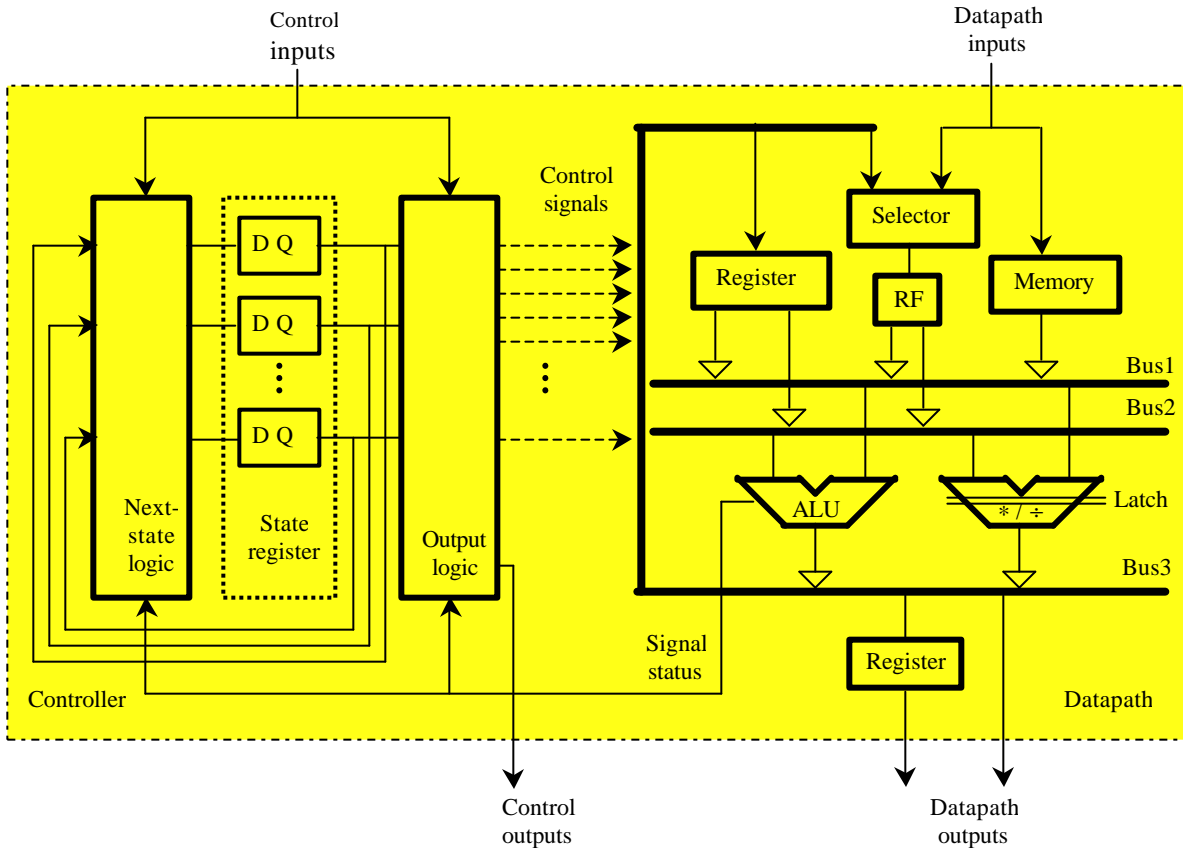 Control
inputs
Datapath
inputs
Control
signals
Selector
D Q
Register
RF
Memory
D Q
Bus1
Bus2
D Q
Next-
state
logic
State
register
Output
logic
ALU
* / ÷
Latch
Bus3
Signal
status
Register
Controller
Datapath
Control
outputs
Datapath
outputs